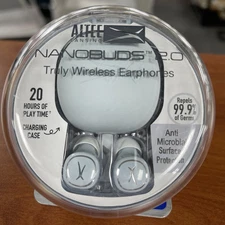 ALTEC
LANSING
NANOBUDS 2.0
Truly Wireless Earphones
20
HOURS OF
PLAY TIME
CHARGING
CASE
Repels
99.9%
of Germs
Anti
Microbial
Surface
Protection